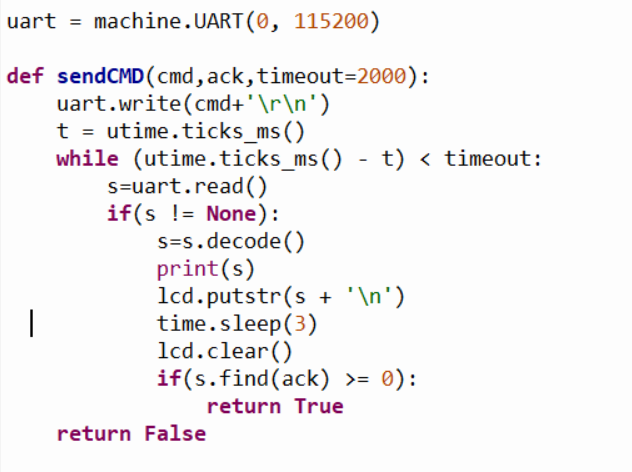 uart = machine.UART(0, 115200)
def sendCMD(cmd,ack,timeout=2000):
    uart.write(cmd+'\r\n')
    t = utime.ticks_ms()
    while (utime.ticks_ms() - t) < timeout:
        s=uart.read()
        if(s != None):
            s=s.decode()
            print(s)
            lcd.putstr(s + '\n')
            time.sleep(3)
            lcd.clear()
            if(s.find(ack) >= 0):
                return True
    return False